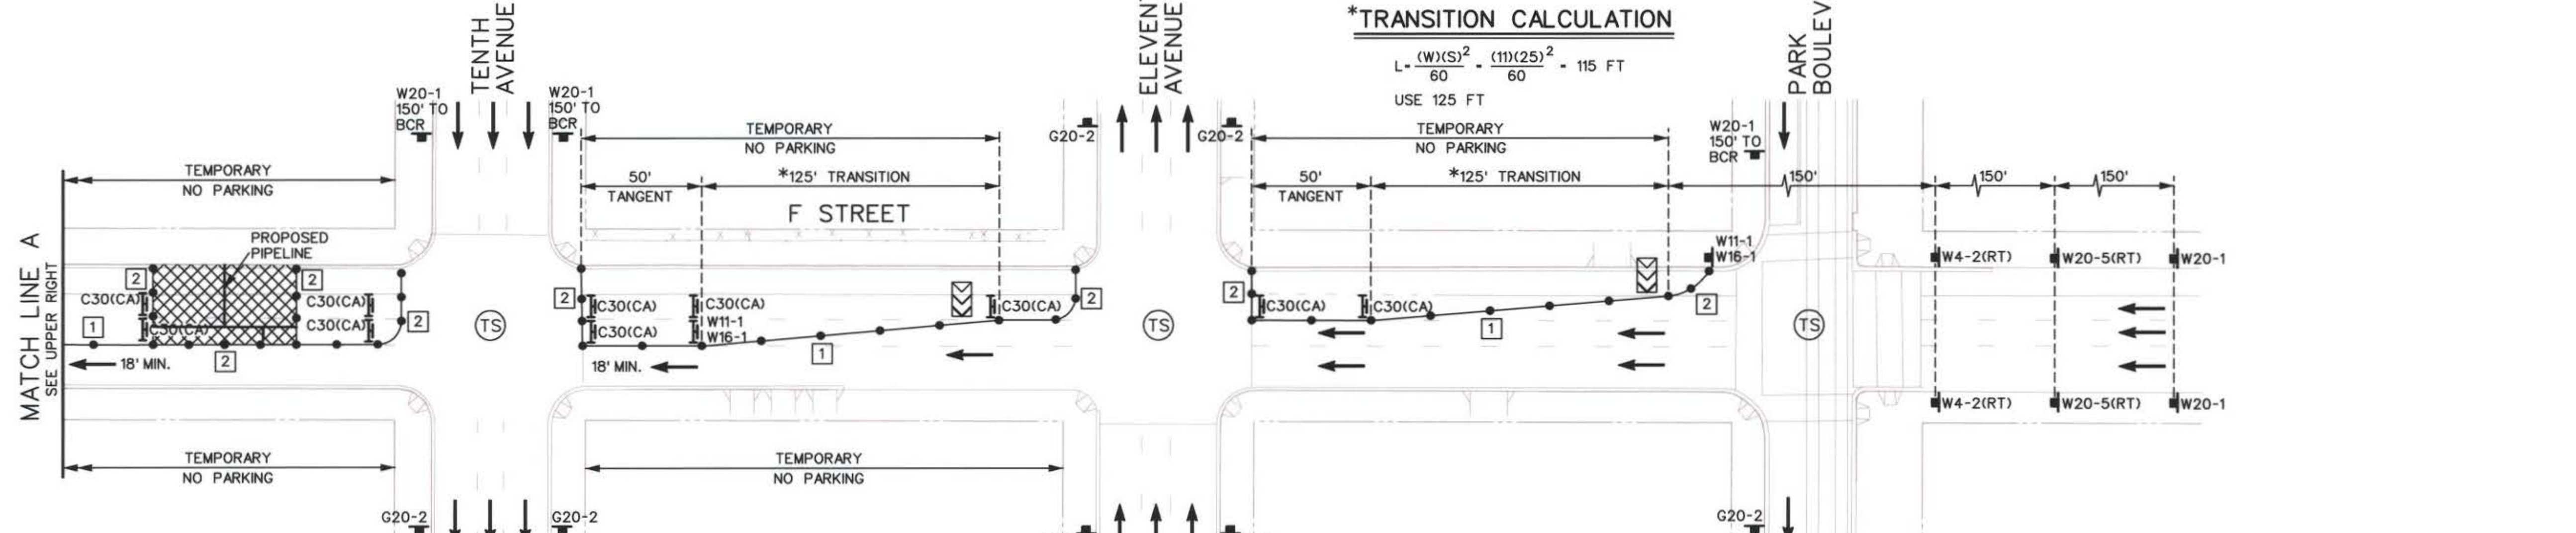 TENTH
AVENUE
AVENUE
*TRANSITION CALCULATION
L- (W)(S)² / 60 - (11)(25)² / 60 - 115 FT
USE 125 FT
PARK
W20-1
150' TO
BCR
W20-1
150' TO
BCR
TEMPORARY
NO PARKING
G20-2
G20-2
TEMPORARY
NO PARKING
W20-1
150' TO
BCR
TEMPORARY
NO PARKING
50'
TANGENT
*125' TRANSITION
50'
TANGENT
*125' TRANSITION
150'
150'
150'
F STREET
MATCH LINE A
SEE UPPER RIGHT
PROPOSED
PIPELINE
2
2
C30(CA)
C30(CA)
C30(CA)
C30(CA)
1
2
2
18' MIN.
TS
2
C30(CA)
C30(CA)
C30(CA)
W11-1
W16-1
18' MIN.
1
C30(CA)
2
TS
2
C30(CA)
C30(CA)
1
W11-1
W16-1
2
TS
W4-2(RT)
W20-5(RT)
W20-1
W4-2(RT)
W20-5(RT)
W20-1
TEMPORARY
NO PARKING
TEMPORARY
NO PARKING
G20-2
G20-2
G20-2